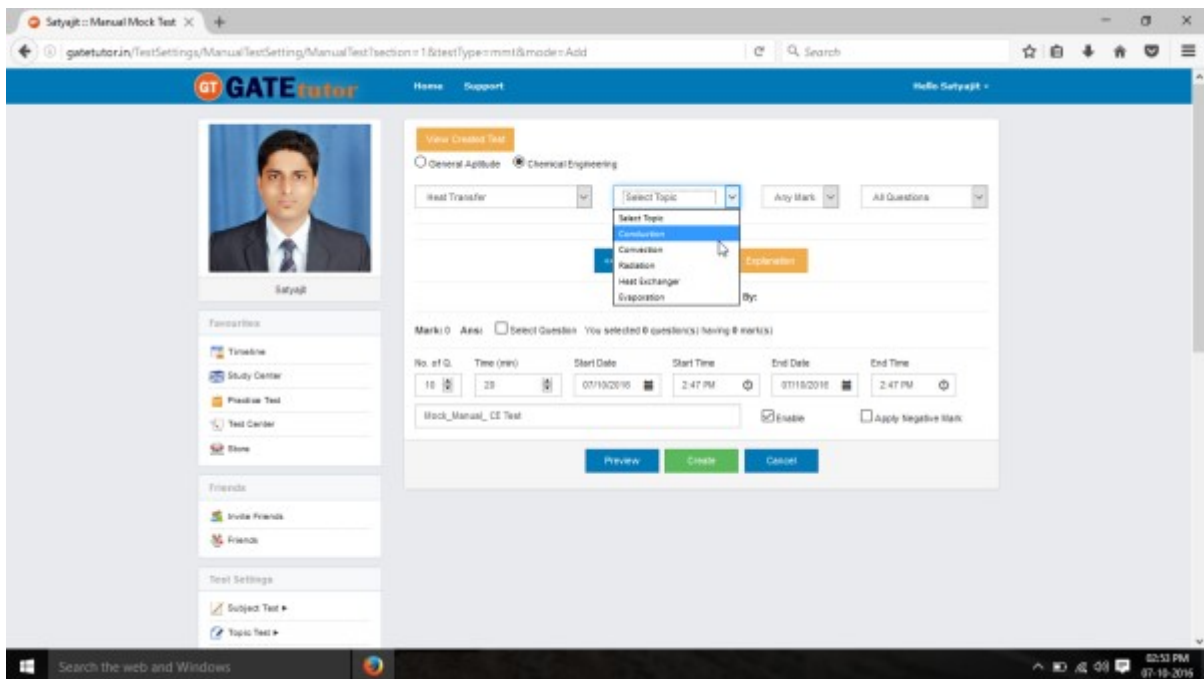 Satyajit :: Manual Mock Test
gatetutor.in/TestSettings/ManualTestSetting/ManualTest?section=1&testType=mmt&mode=Add
Search
GT GATEtutor
Home Support
Hello Satyajit
View Created Test
General Aptitude Chemical Engineering
Heat Transfer Select Topic Any Mark All Questions
Select Topic
Conduction
Convection
Radiation
Heat Exchanger
Evaporation
Explanation
By:
Satyajit
Mark: 0 Ans: Select Question You selected 0 question(s) having 0 mark(s)
No. of Q. Time (min) Start Date Start Time End Date End Time
10 20 07/10/2016 2:47 PM 07/10/2016 2:47 PM
Mock_Manual_ CE Test Enable Apply Negative Mark
Preview Create Cancel
Favourites
Timeline
Study Center
Practice Test
Test Center
Store
Friends
Invite Friends
Friends
Test Settings
Subject Test
Topic Test
Search the web and Windows
02:53 PM
07-10-2016